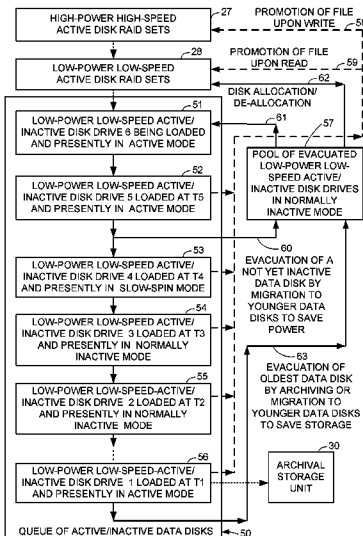 HIGH-POWER HIGH-SPEED
ACTIVE DISK RAID SETS
27
PROMOTION OF FILE
UPON WRITE
58
LOW-POWER LOW-SPEED
ACTIVE DISK RAID SETS
28
PROMOTION OF FILE
UPON READ
59
DISK ALLOCATION/
DE-ALLOCATION
62
51
LOW-POWER LOW-SPEED ACTIVE/
INACTIVE DISK DRIVE 6 BEING LOADED
AND PRESENTLY IN ACTIVE MODE
61
57
POOL OF EVACUATED
LOW-POWER LOW-
SPEED ACTIVE/
INACTIVE DISK DRIVES
IN NORMALLY
INACTIVE MODE
52
LOW-POWER LOW-SPEED ACTIVE/
INACTIVE DISK DRIVE 5 LOADED AT T5
AND PRESENTLY IN ACTIVE MODE
60
EVACUATION OF A
NOT YET INACTIVE
DATA DISK BY
MIGRATION TO
YOUNGER DATA
DISKS TO SAVE
POWER
53
LOW-POWER LOW-SPEED ACTIVE/
INACTIVE DISK DRIVE 4 LOADED AT T4
AND PRESENTLY IN SLOW-SPIN MODE
54
LOW-POWER LOW-SPEED ACTIVE/
INACTIVE DISK DRIVE 3 LOADED AT T3
AND PRESENTLY IN NORMALLY
INACTIVE MODE
63
EVACUATION OF
OLDEST DATA DISK
BY ARCHIVING OR
MIGRATION TO
YOUNGER DATA DISKS
TO SAVE STORAGE
55
LOW-POWER LOW-SPEED-ACTIVE/
INACTIVE DISK DRIVE 2 LOADED AT T2
AND PRESENTLY IN NORMALLY
INACTIVE MODE
56
LOW-POWER LOW-SPEED-ACTIVE/
INACTIVE DISK DRIVE 1 LOADED AT T1
AND PRESENTLY IN ACTIVE MODE
30
ARCHIVAL
STORAGE
UNIT
QUEUE OF ACTIVE/INACTIVE DATA DISKS
50